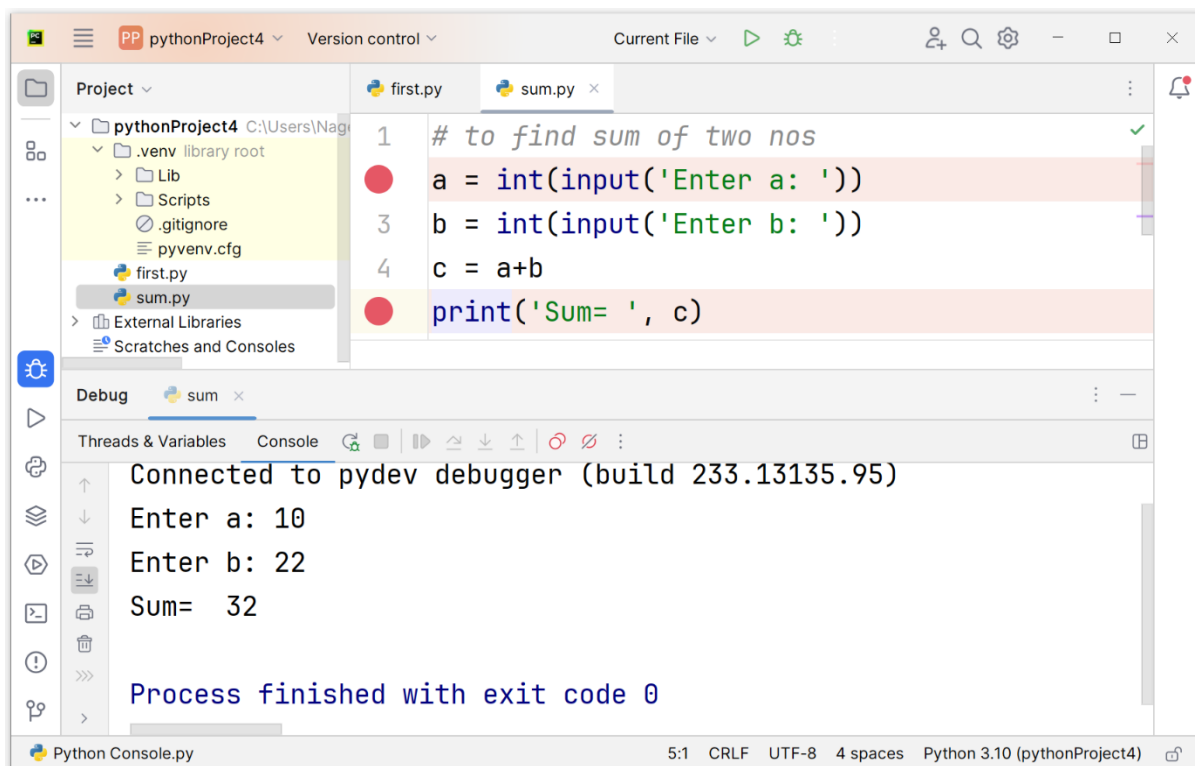 PC
PP pythonProject4 Version control Current File
Project
first.py sum.py
pythonProject4 C:\Users\Nag
.venv library root
Lib
Scripts
.gitignore
pyvenv.cfg
first.py
sum.py
External Libraries
Scratches and Consoles
1 # to find sum of two nos
a = int(input('Enter a: '))
3 b = int(input('Enter b: '))
4 c = a+b
print('Sum= ', c)
Debug sum
Threads & Variables Console
Connected to pydev debugger (build 233.13135.95)
Enter a: 10
Enter b: 22
Sum=  32
Process finished with exit code 0
Python Console.py 5:1 CRLF UTF-8 4 spaces Python 3.10 (pythonProject4)